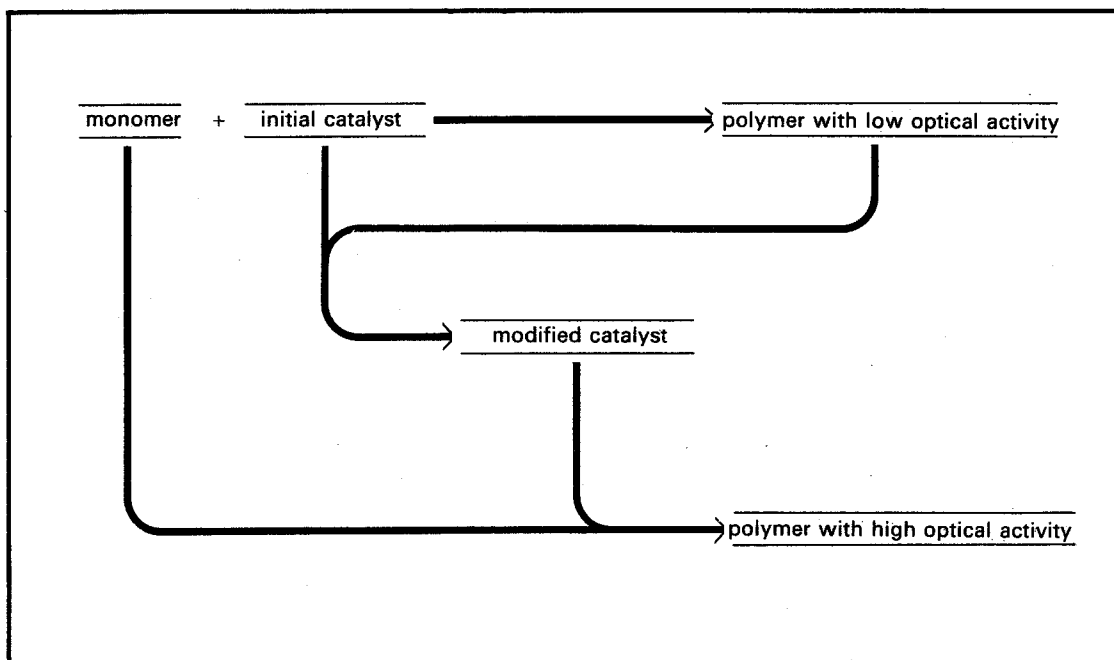 monomer + initial catalyst polymer with low optical activity
modified catalyst
polymer with high optical activity